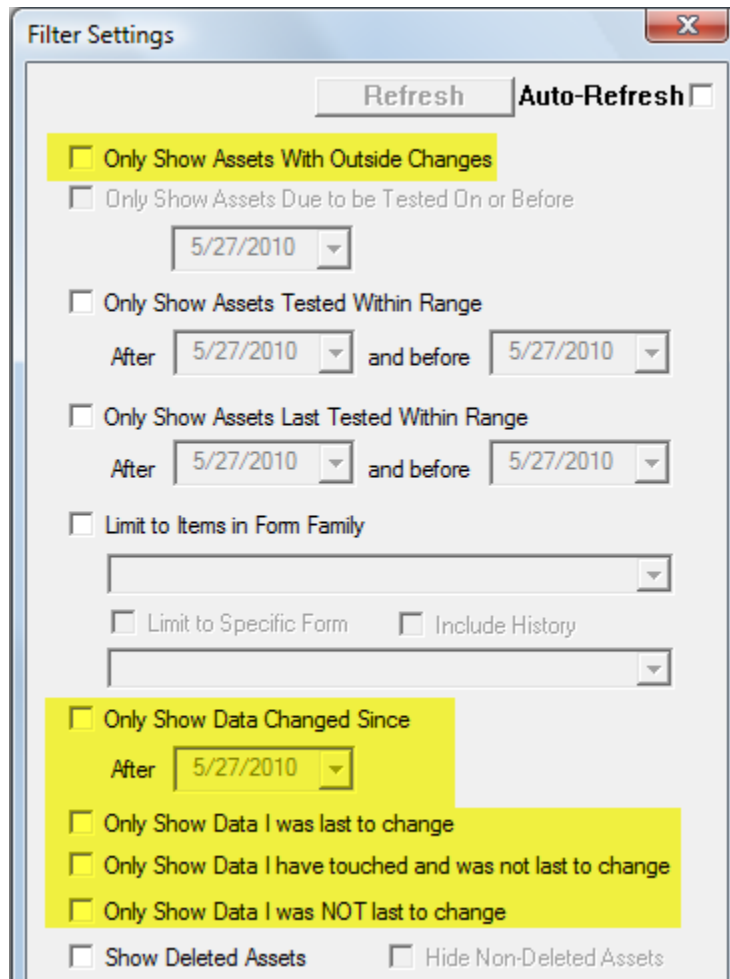 Filter Settings
Refresh Auto-Refresh
Only Show Assets With Outside Changes
Only Show Assets Due to be Tested On or Before
5/27/2010
Only Show Assets Tested Within Range
After 5/27/2010 and before 5/27/2010
Only Show Assets Last Tested Within Range
After 5/27/2010 and before 5/27/2010
Limit to Items in Form Family
Limit to Specific Form Include History
Only Show Data Changed Since
After 5/27/2010
Only Show Data I was last to change
Only Show Data I have touched and was not last to change
Only Show Data I was NOT last to change
Show Deleted Assets Hide Non-Deleted Assets